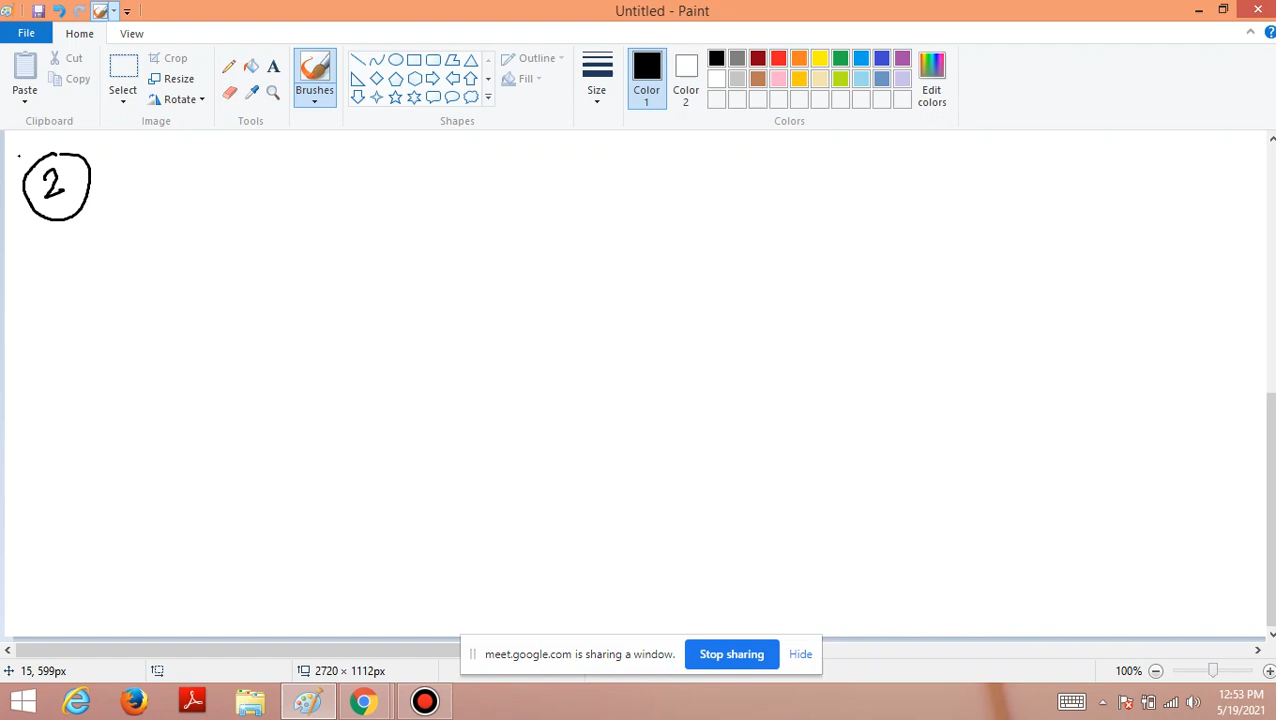 Untitled - Paint
File Home View
Paste
Cut
Copy
Clipboard
Select
Crop
Resize
Rotate
Image
Tools
Brushes
Shapes
Outline
Fill
Size
Color 1
Color 2
Edit colors
Colors
2
meet.google.com is sharing a window. Stop sharing Hide
15, 599px 2720 × 1112px 100%
12:53 PM
5/19/2021